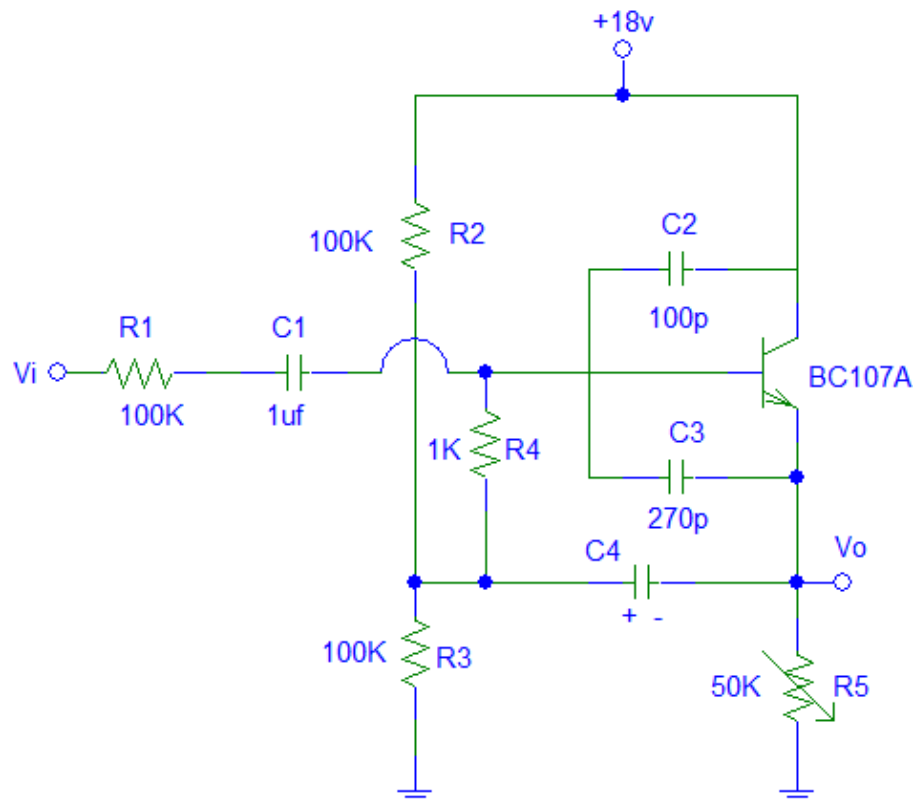 +18v
C2
100K R2
100p
R1
C1
Vi
BC107A
100K
1uf
C3
1K R4
270p
C4
Vo
+ -
100K R3
50K R5